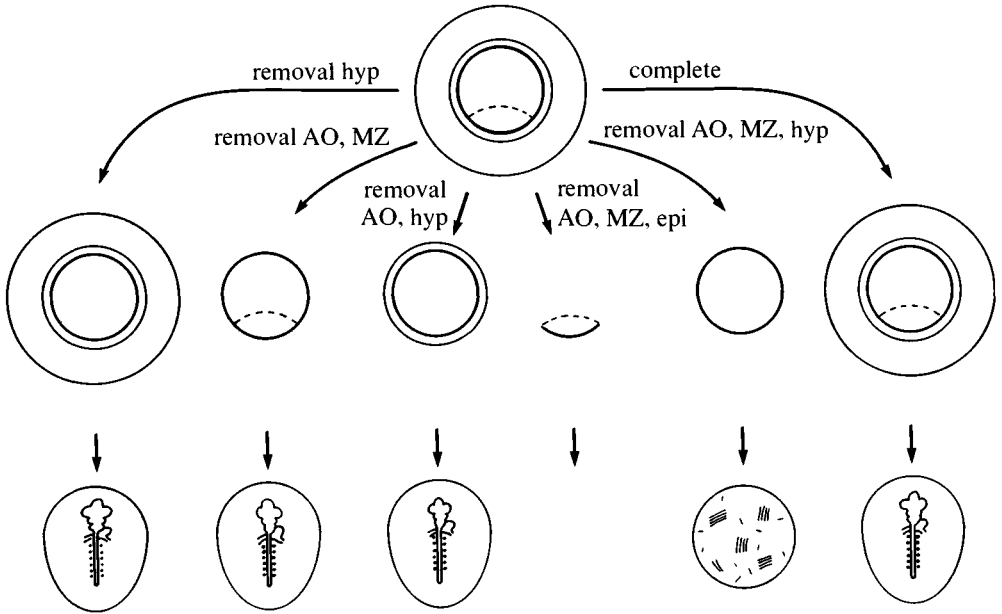 removal hyp
complete
removal AO, MZ
removal AO, MZ, hyp
removal
AO, hyp
removal
AO, MZ, epi